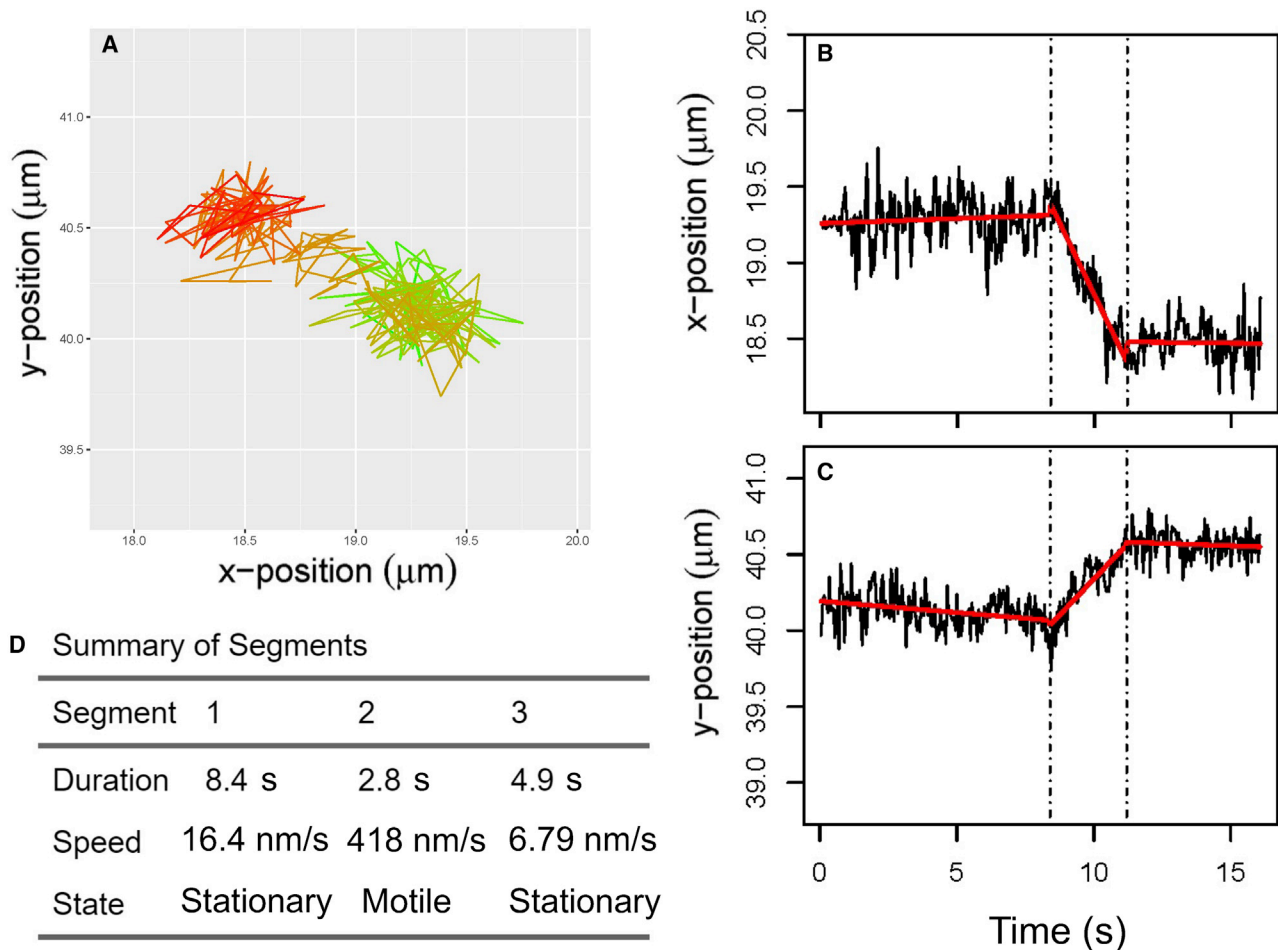 A
41.0
40.5
40.0
39.5
18.0 18.5 19.0 19.5 20.0
x-position (μm)
y-position (μm)
B
20.5
20.0
19.5
19.0
18.5
x-position (μm)
C
41.0
40.5
40.0
39.5
39.0
y-position (μm)
0 5 10 15
Time (s)
D Summary of Segments
Segment 1 2 3
Duration 8.4 s 2.8 s 4.9 s
Speed 16.4 nm/s 418 nm/s 6.79 nm/s
State Stationary Motile Stationary